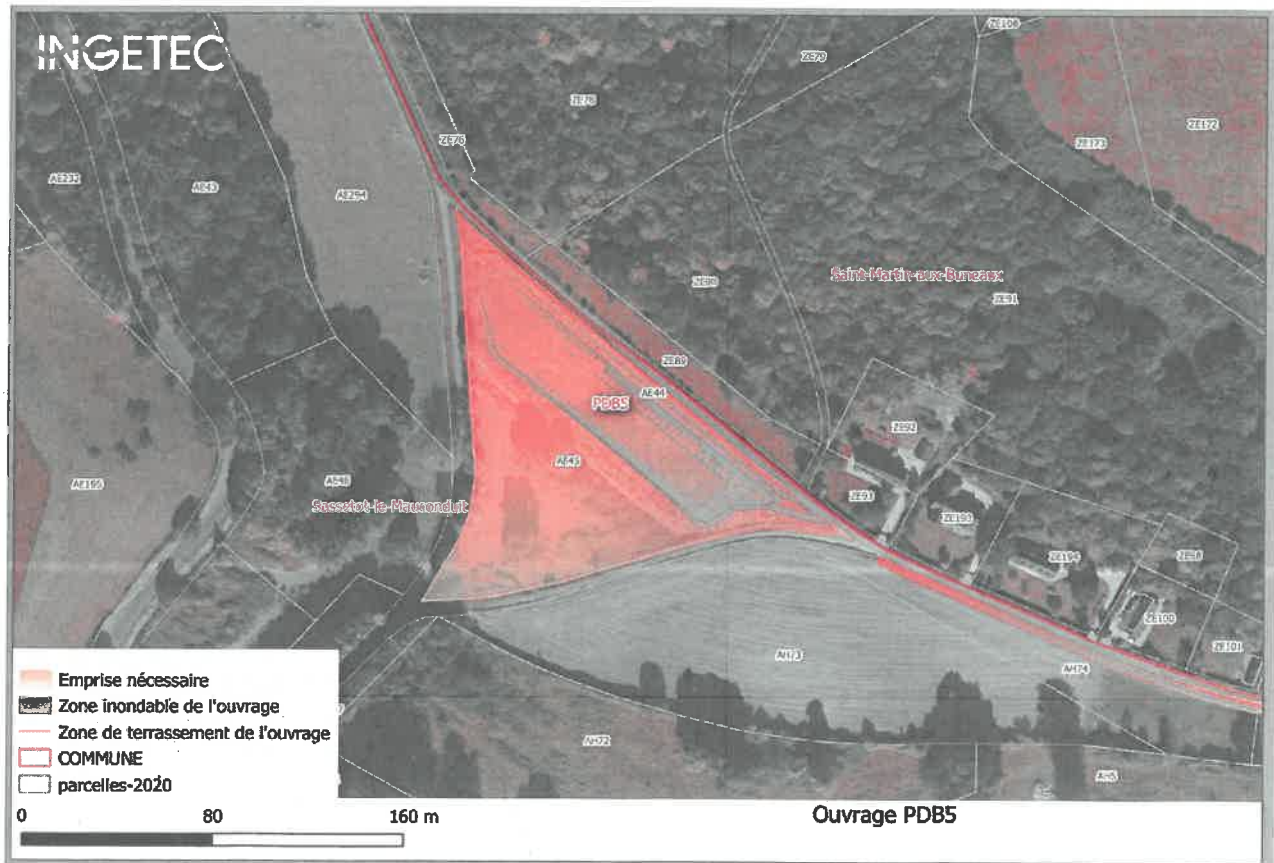 INGETEC
ZE106
ZE79
ZE78
ZE172
ZE173
ZE76
AE232
AE43
AE294
Saint-Martin-aux-Buneaux
ZE90
ZE91
ZE89
AE44
PDB5
ZE92
AE45
AE195
AE46
Sassetot-le-Mauconduit
ZE93
ZE193
ZE194
ZE98
ZE100
ZE101
AH73
AH74
AH72
AH5
Emprise nécessaire
Zone inondable de l'ouvrage
Zone de terrassement de l'ouvrage
COMMUNE
parcelles-2020
0 80 160 m
Ouvrage PDB5